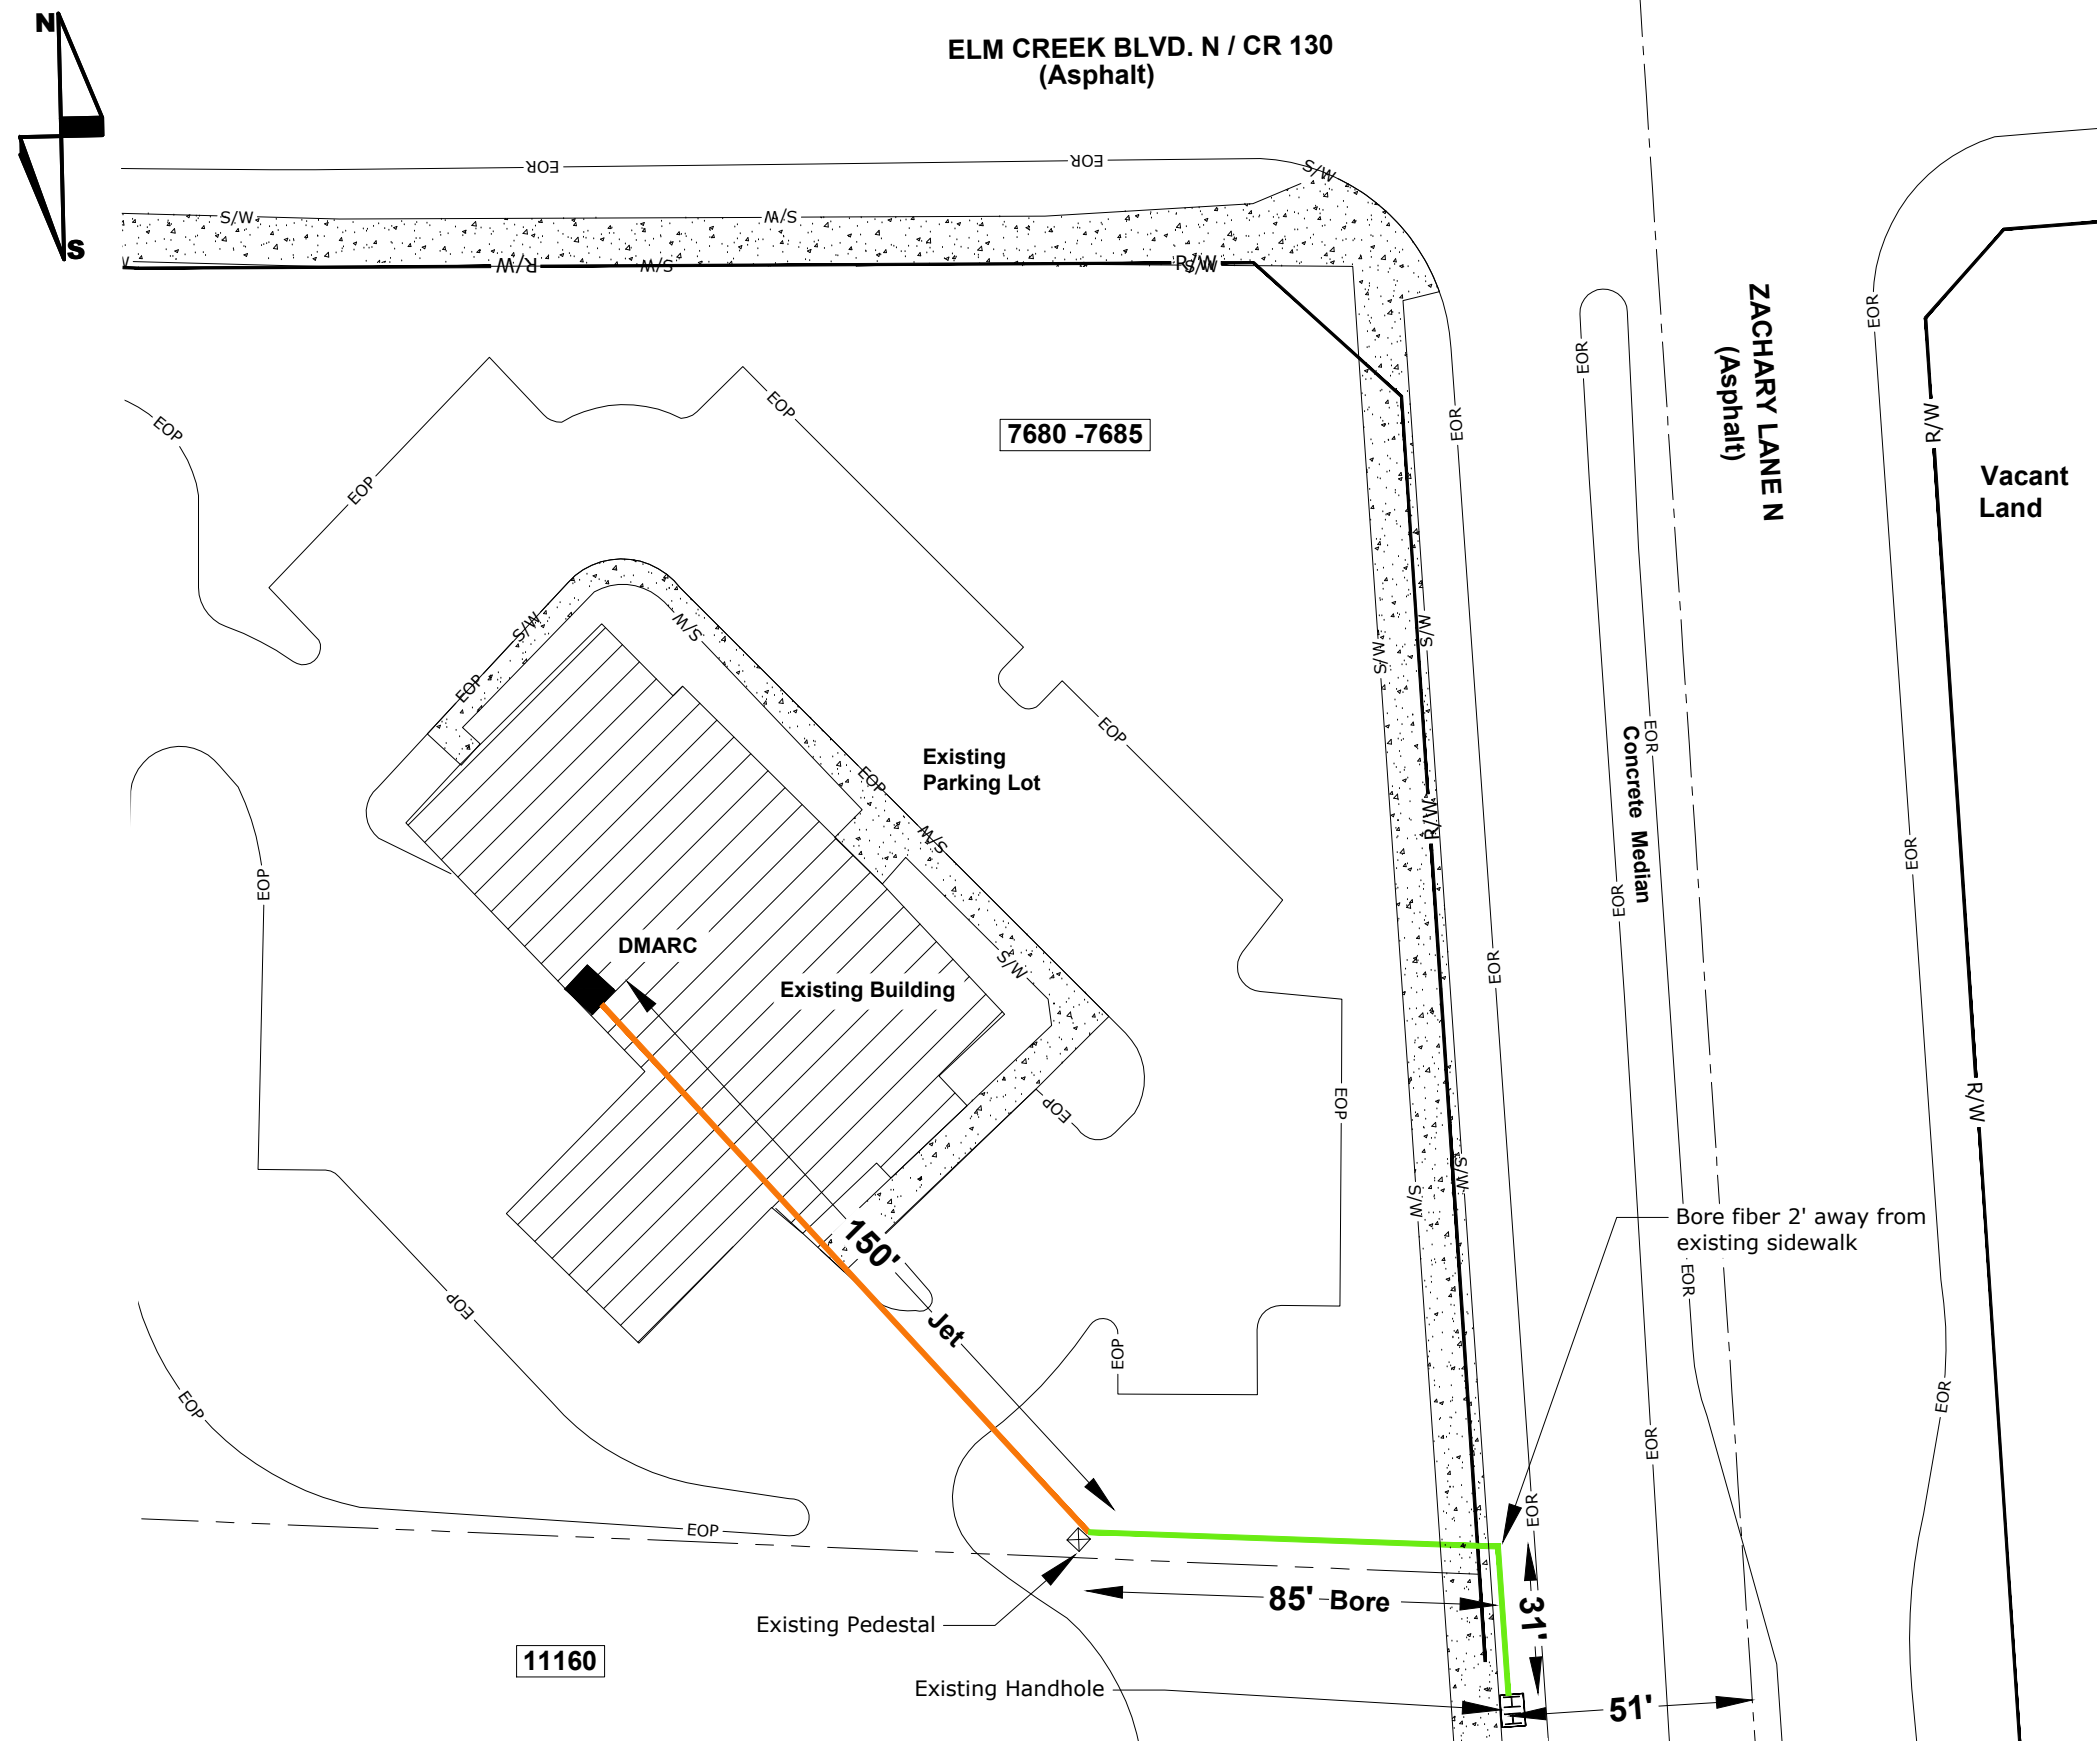 N
S
ELM CREEK BLVD. N / CR 130
(Asphalt)
EOR
EOR
S/W
S/W
S/W
R/W
S/W
R/W
S/W
EOR
EOR
EOR
ZACHARY LANE N
(Asphalt)
R/W
Vacant
Land
EOP
EOP
EOP
7680 -7685
S/W
S/W
EOP
S/W
S/W
EOP
Existing
Parking Lot
EOP
S/W
R/W
EOR
Concrete Median
EOR
EOR
EOP
DMARC
Existing Building
S/W
EOR
EOP
EOP
R/W
S/W
S/W
Bore fiber 2' away from
existing sidewalk
150'
Jet
EOP
EOP
EOP
EOR
EOR
EOR
EOR
EOP
85' Bore
31'
Existing Pedestal
11160
Existing Handhole
H
H
51'